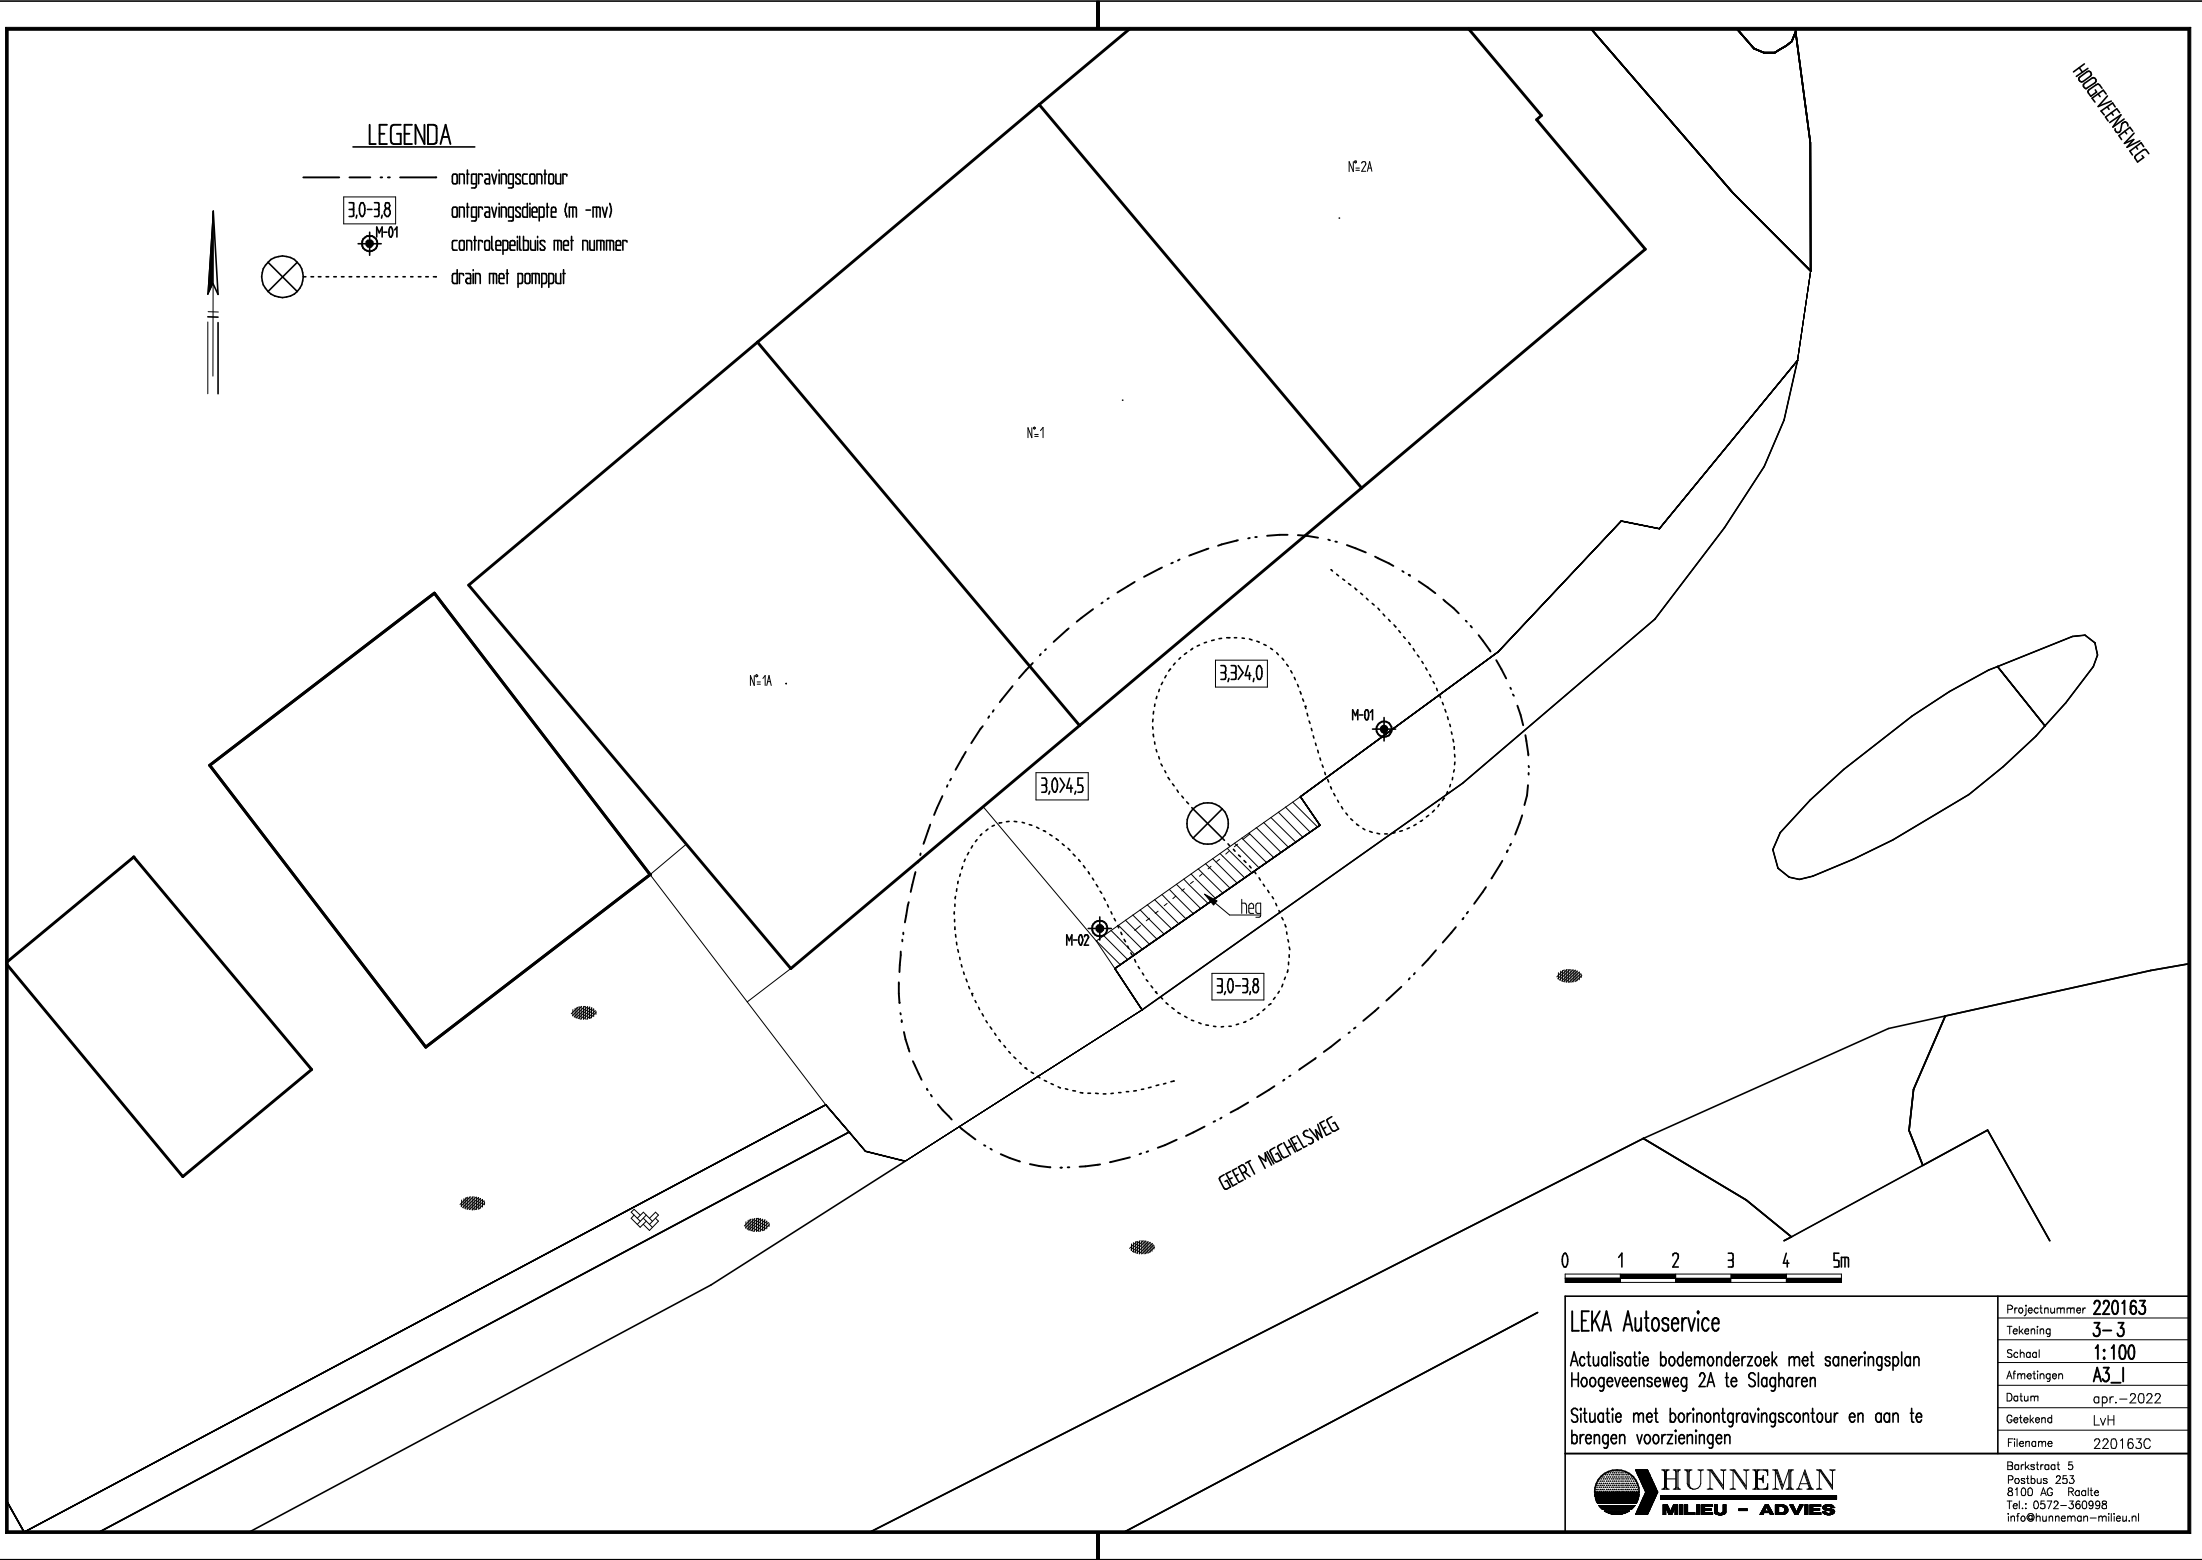 HOOGEVEENSEWEG
LEGENDA
ontgravingscontour
3,0-3,8
ontgravingsdiepte (m -mv)
M-01
controlepeilbuis met nummer
drain met pompput
N°=2A
N°=1
N°=1A
3,3>4,0
M-01
3,0>4,5
heg
M-02
3,0-3,8
GEERT MIGCHELSWEG
0 1 2 3 4 5m
LEKA Autoservice
Actualisatie bodemonderzoek met saneringsplan
Hoogeveenseweg 2A te Slagharen
Situatie met borinontgravingscontour en aan te
brengen voorzieningen
Projectnummer 220163
Tekening 3-3
Schaal 1:100
Afmetingen A3_l
Datum apr.-2022
Getekend LvH
Filename 220163C
HUNNEMAN
MILIEU - ADVIES
Barkstraat 5
Postbus 253
8100 AG Raalte
Tel.: 0572-360998
info@hunneman-milieu.nl